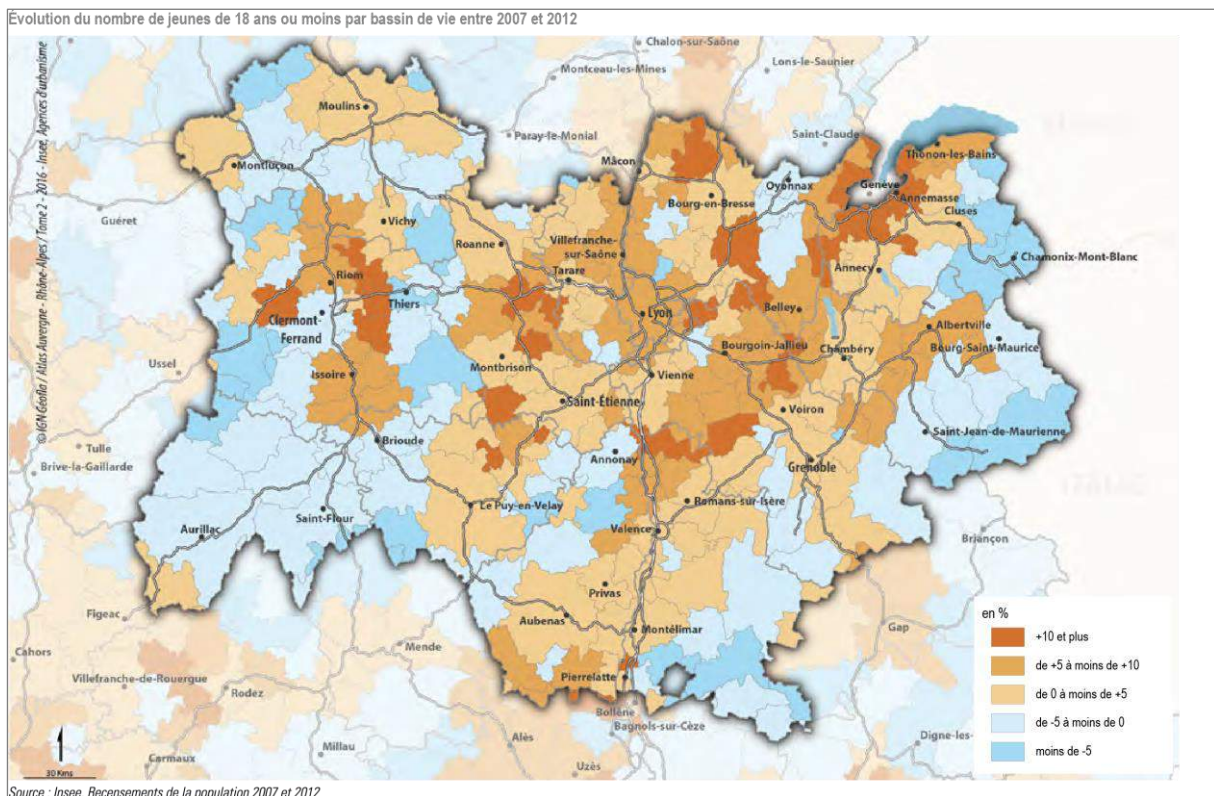 Évolution du nombre de jeunes de 18 ans ou moins par bassin de vie entre 2007 et 2012
© IGN Géofla / Atlas Auvergne - Rhône-Alpes / Tome 2 - 2016 - Insee, Agences d'urbanisme
Chalon-sur-Saône
Montceau-les-Mines
Lons-le-Saunier
Moulins
Paray-le-Monial
Saint-Claude
Thonon-les-Bains
Montluçon
Mâcon
Oyonnax
Genève
Annemasse
Guéret
Bourg-en-Bresse
Cluses
Vichy
Roanne
Villefranche-
sur-Saône
Chamonix-Mont-Blanc
Riom
Tarare
Annecy
Thiers
Belley
Clermont-
Ferrand
Lyon
Albertville
Ussel
Bourgoin-Jallieu
Chambéry
Bourg-Saint-Maurice
Montbrison
Issoire
Vienne
Saint-Étienne
Voiron
Tulle
Saint-Jean-de-Maurienne
Brioude
Brive-la-Gaillarde
Annonay
Grenoble
Le Puy-en-Velay
Romans-sur-Isère
Saint-Flour
Aurillac
Valence
Briançon
Privas
Figeac
Aubenas
Montélimar
Gap
Mende
Cahors
Villefranche-de-Rouergue
Pierrelatte
Rodez
Bollène
Bagnols-sur-Cèze
Alès
Millau
Digne-les-
Carmaux
Uzès
ITALIE
30 Kms
en %
+10 et plus
de +5 à moins de +10
de 0 à moins de +5
de -5 à moins de 0
moins de -5
Source : Insee, Recensements de la population 2007 et 2012